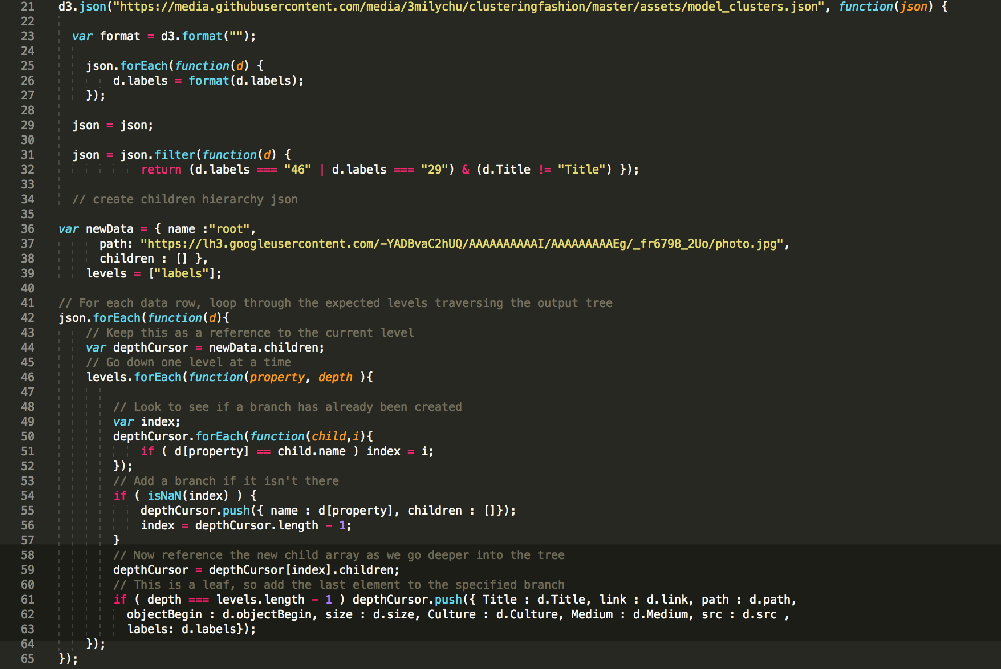 21 d3.json("https://media.githubusercontent.com/media/3milychu/clusteringfashion/master/assets/model_clusters.json", function(json) {
22
23 var format = d3.format("");
24
25 json.forEach(function(d) {
26 d.labels = format(d.labels);
27 });
28
29 json = json;
30
31 json = json.filter(function(d) {
32 return (d.labels === "46" | d.labels === "29") & (d.Title != "Title") });
33
34 // create children hierarchy json
35
36 var newData = { name :"root",
37 path: "https://lh3.googleusercontent.com/-YADBvaC2hUQ/AAAAAAAAAAI/AAAAAAAAAEg/_fr679B_2Uo/photo.jpg",
38 children : [] },
39 levels = ["labels"];
40
41 // For each data row, loop through the expected levels traversing the output tree
42 json.forEach(function(d){
43 // Keep this as a reference to the current level
44 var depthCursor = newData.children;
45 // Go down one level at a time
46 levels.forEach(function(property, depth ){
47
48 // Look to see if a branch has already been created
49 var index;
50 depthCursor.forEach(function(child,i){
51 if ( d[property] == child.name ) index = i;
52 });
53 // Add a branch if it isn't there
54 if ( isNaN(index) ) {
55 depthCursor.push({ name : d[property], children : []});
56 index = depthCursor.length - 1;
57 }
58 // Now reference the new child array as we go deeper into the tree
59 depthCursor = depthCursor[index].children;
60 // This is a leaf, so add the last element to the specified branch
61 if ( depth === levels.length - 1 ) depthCursor.push({ Title : d.Title, link : d.link, path : d.path,
62 objectBegin : d.objectBegin, size : d.size, Culture : d.Culture, Medium : d.Medium, src : d.src ,
63 labels: d.labels});
64 });
65 });